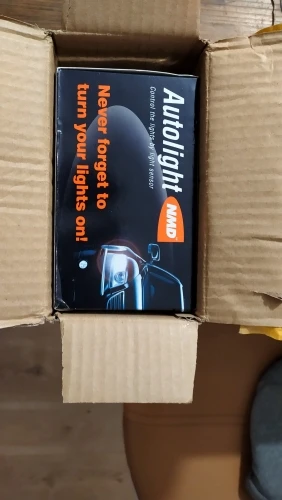 Autolight
NMD
Control the lights by light sensor
Never forget to
turn your lights on!